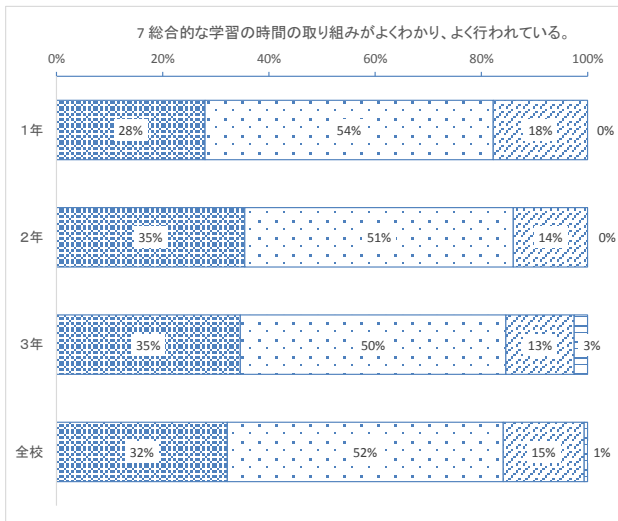 7 総合的な学習の時間の取り組みがよくわかり、よく行われている。
0% 20% 40% 60% 80% 100%
1年 28% 54% 18% 0%
2年 35% 51% 14% 0%
3年 35% 50% 13% 3%
全校 32% 52% 15% 1%